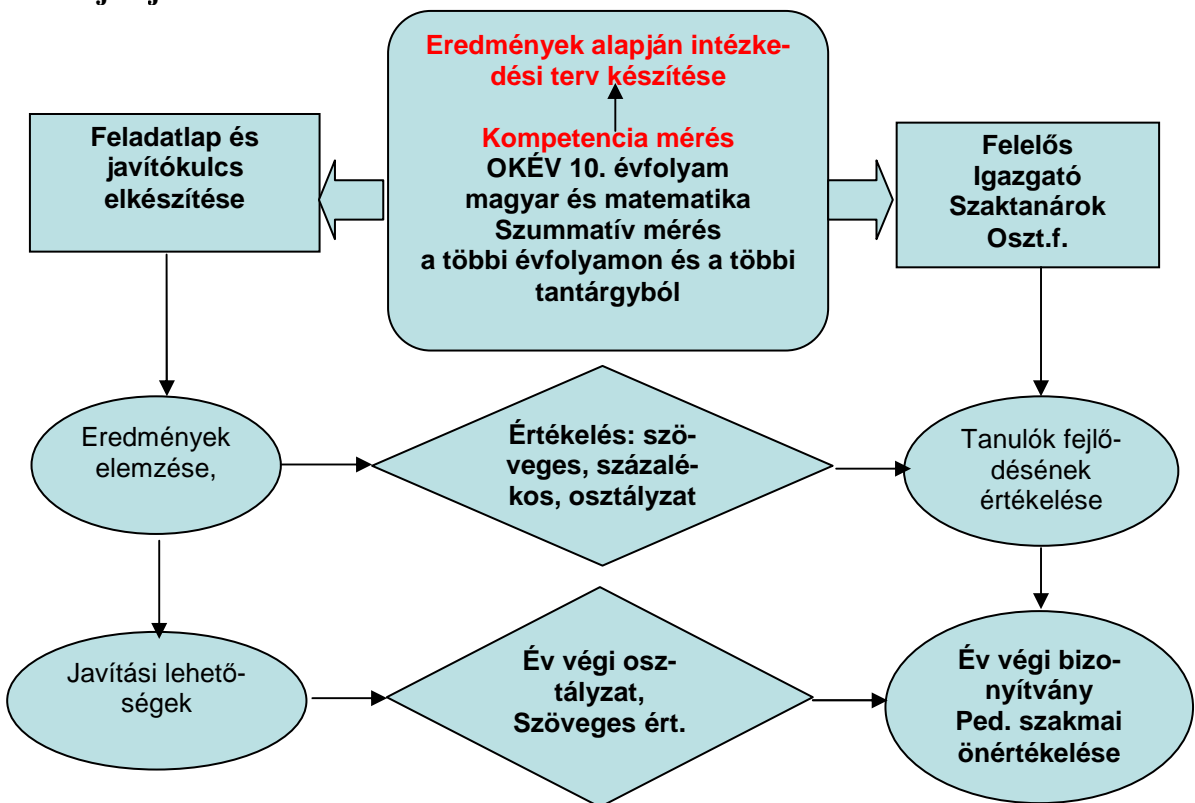 Eredmények alapján intézke-
dési terv készítése
Kompetencia mérés
OKÉV 10. évfolyam
magyar és matematika
Szummatív mérés
a többi évfolyamon és a többi
tantárgyból
Feladatlap és
javítókulcs
elkészítése
Felelős
Igazgató
Szaktanárok
Oszt.f.
Eredmények
elemzése,
Értékelés: szö-
veges, százalé-
kos, osztályzat
Tanulók fejlő-
désének
értékelése
Javítási lehető-
ségek
Év végi osz-
tályzat,
Szöveges ért.
Év végi bizo-
nyítvány
Ped. szakmai
önértékelése